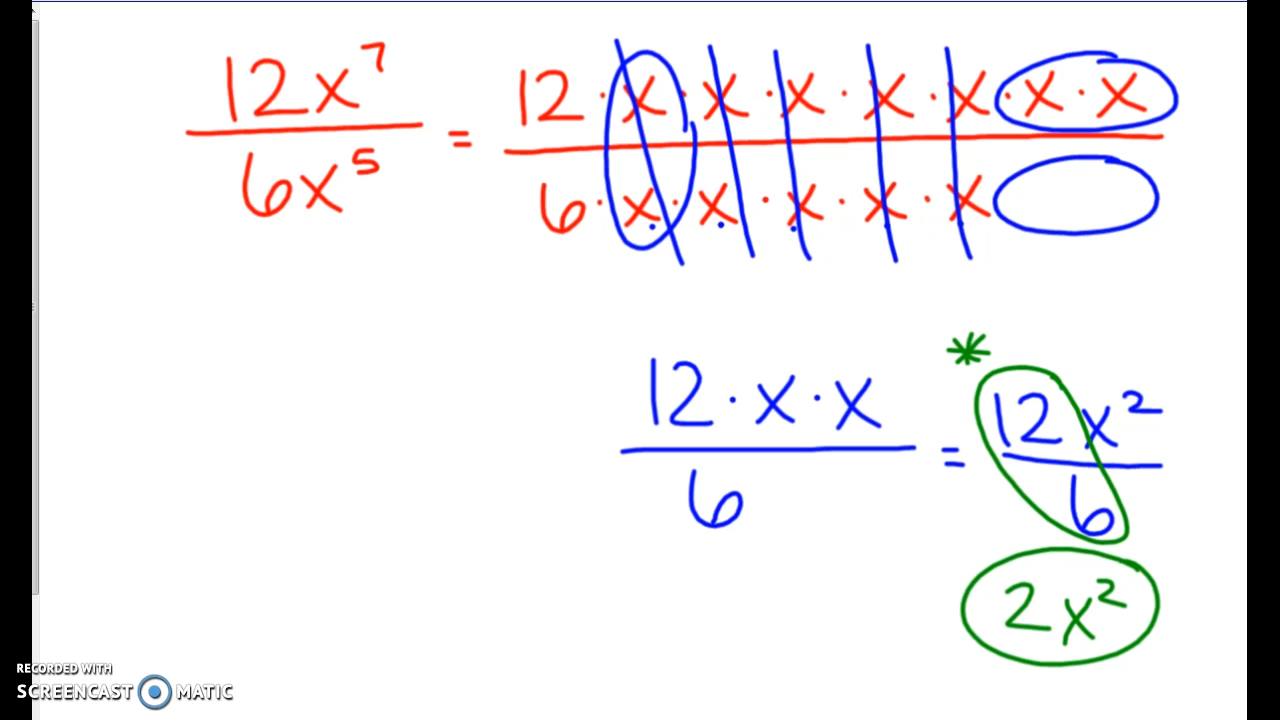 12x⁷ / 6x⁵ = 12 · x · x · x · x · x · x · x / 6 · x · x · x · x · x
12 · x · x / 6 = * 12x² / 6
2x²
RECORDED WITH
SCREENCAST MATIC